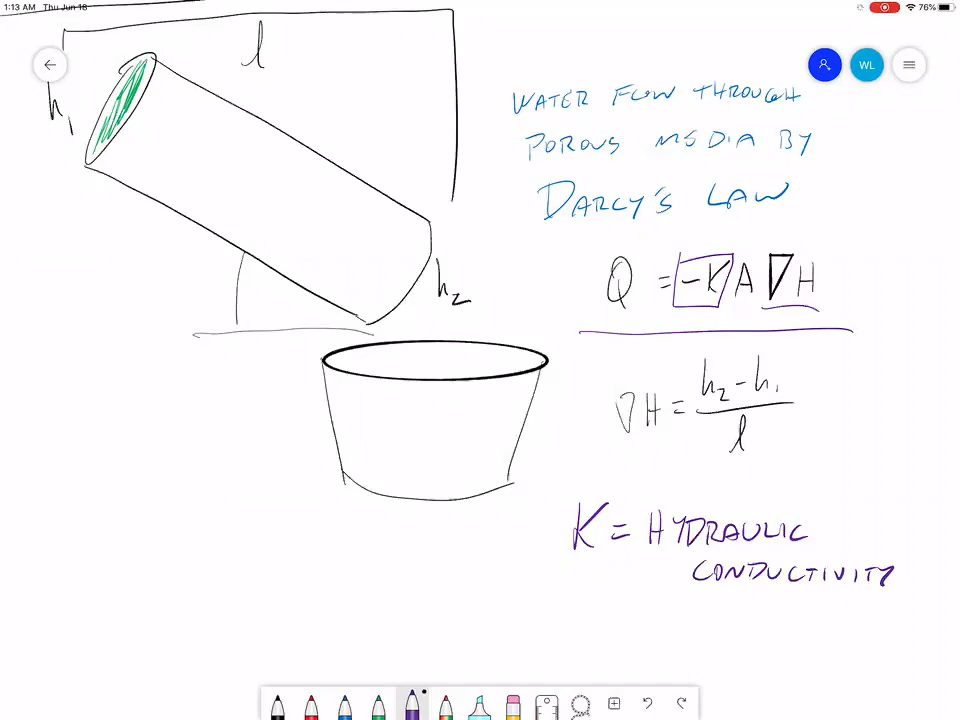 1:13 AM Thu Jun 18
76%
l
WL
h₁
WATER FLOW THROUGH
POROUS MEDIA BY
DARCY'S LAW
h₂
Q = -K A ∇H
∇H = (h₂ - h₁) / l
K = HYDRAULIC
CONDUCTIVITY